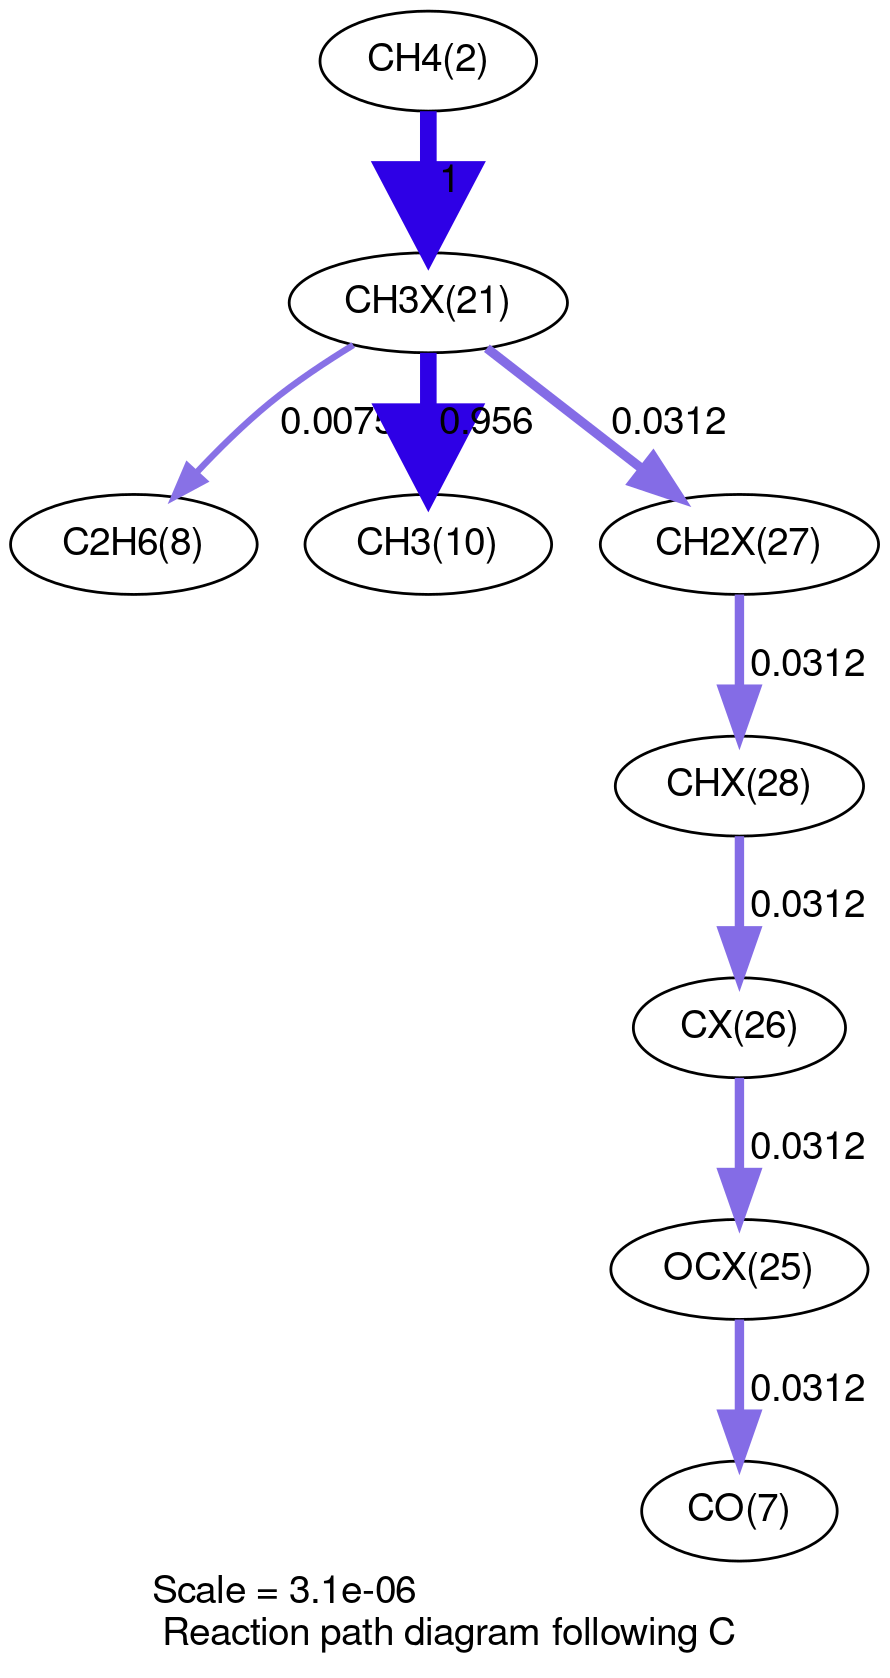 CH4(2)
1
CH3X(21)
0.956
0.0312
C2H6(8)
CH3(10)
CH2X(27)
0.0312
CHX(28)
0.0312
CX(26)
0.0312
OCX(25)
0.0312
CO(7)
Scale = 3.1e-06
Reaction path diagram following C